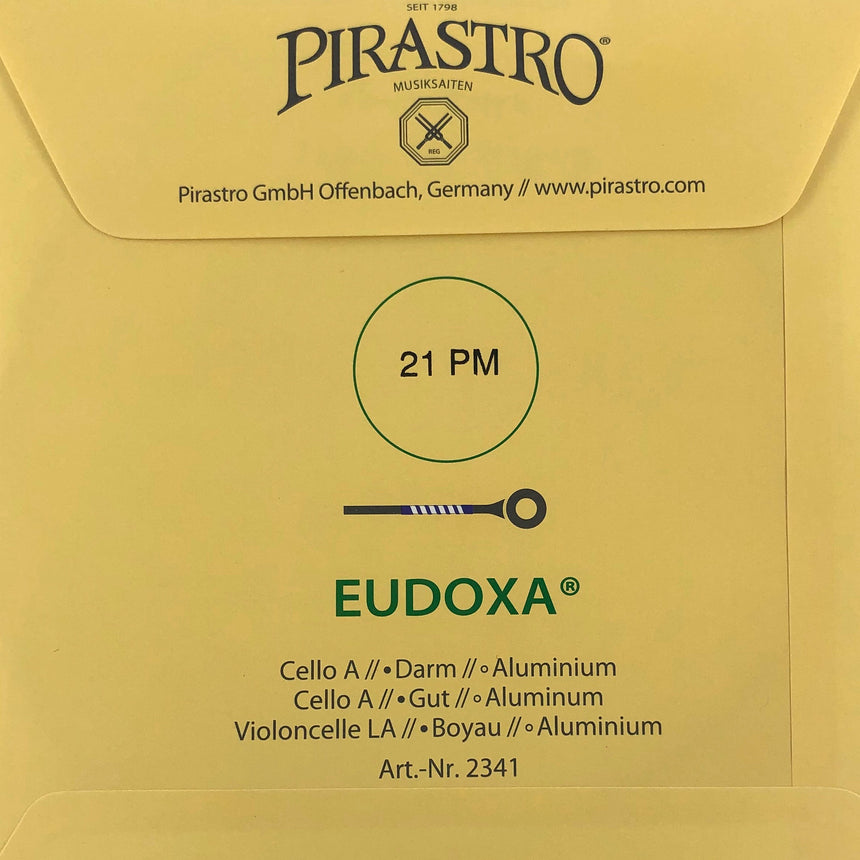 SEIT 1798
PIRASTRO®
MUSIKSAITEN
REG
Pirastro GmbH Offenbach, Germany // www.pirastro.com
21 PM
EUDOXA®
Cello A // • Darm // ∘ Aluminium
Cello A // • Gut // ∘ Aluminum
Violoncelle LA // • Boyau // ∘ Aluminium
Art.-Nr. 2341